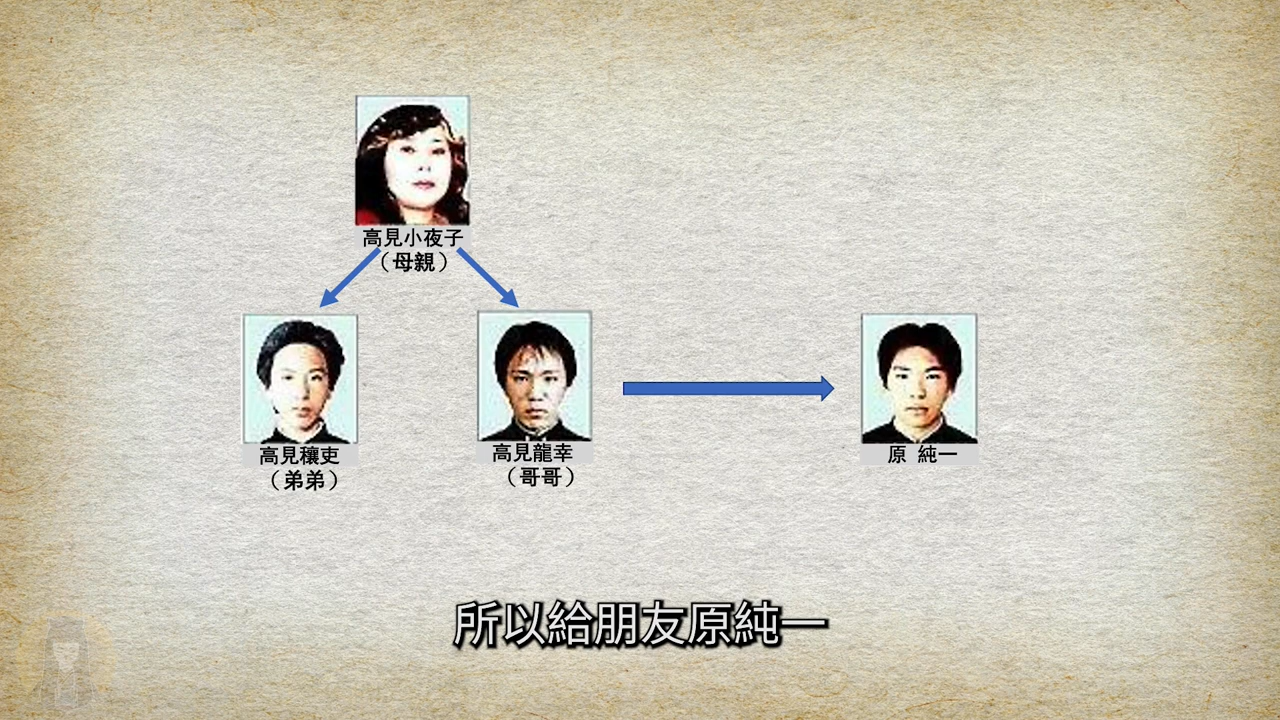 高見小夜子
（母親）
高見穰吏
（弟弟）
高見龍幸
（哥哥）
原 純一
所以給朋友原純一